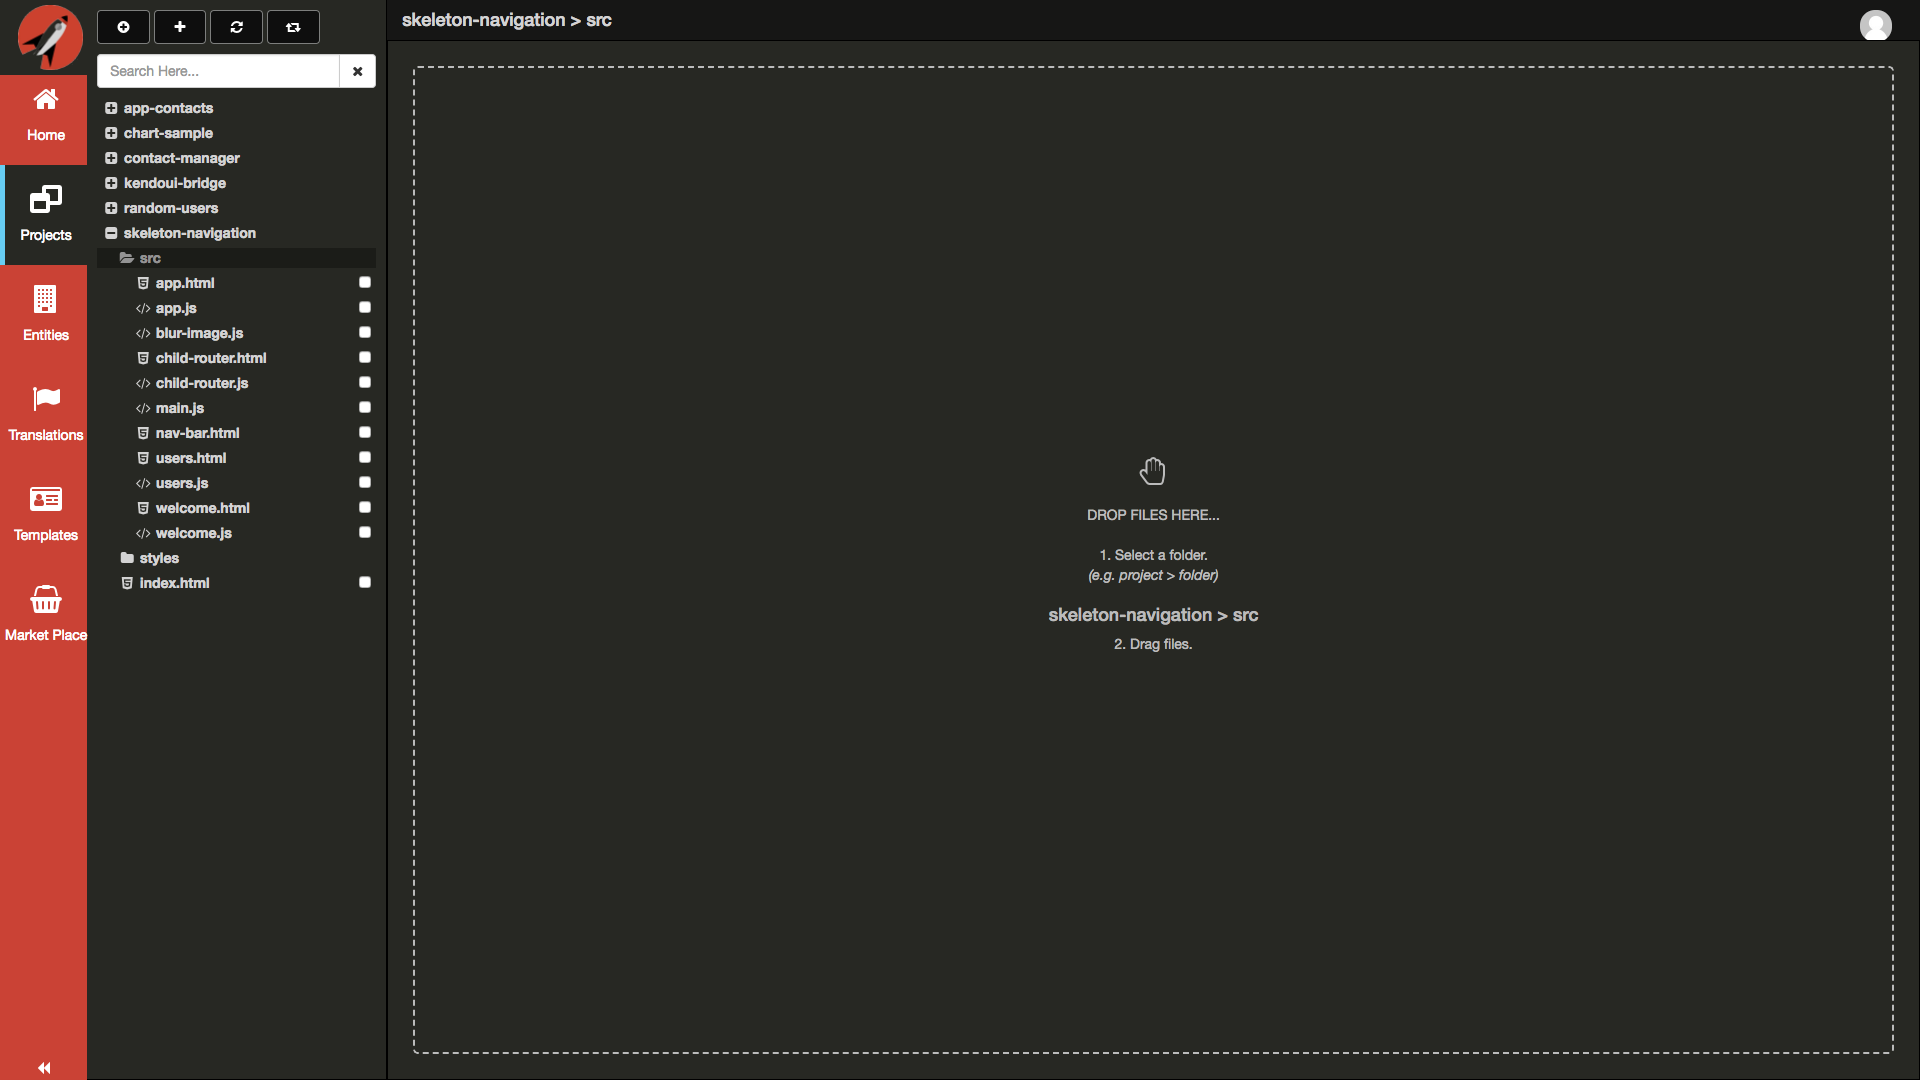 Home
Projects
Entities
Translations
Templates
Market Place
Search Here...
app-contacts
chart-sample
contact-manager
kendoui-bridge
random-users
skeleton-navigation
src
app.html
app.js
blur-image.js
child-router.html
child-router.js
main.js
nav-bar.html
users.html
users.js
welcome.html
welcome.js
styles
index.html
skeleton-navigation > src
DROP FILES HERE...
1. Select a folder.
(e.g. project > folder)
skeleton-navigation > src
2. Drag files.